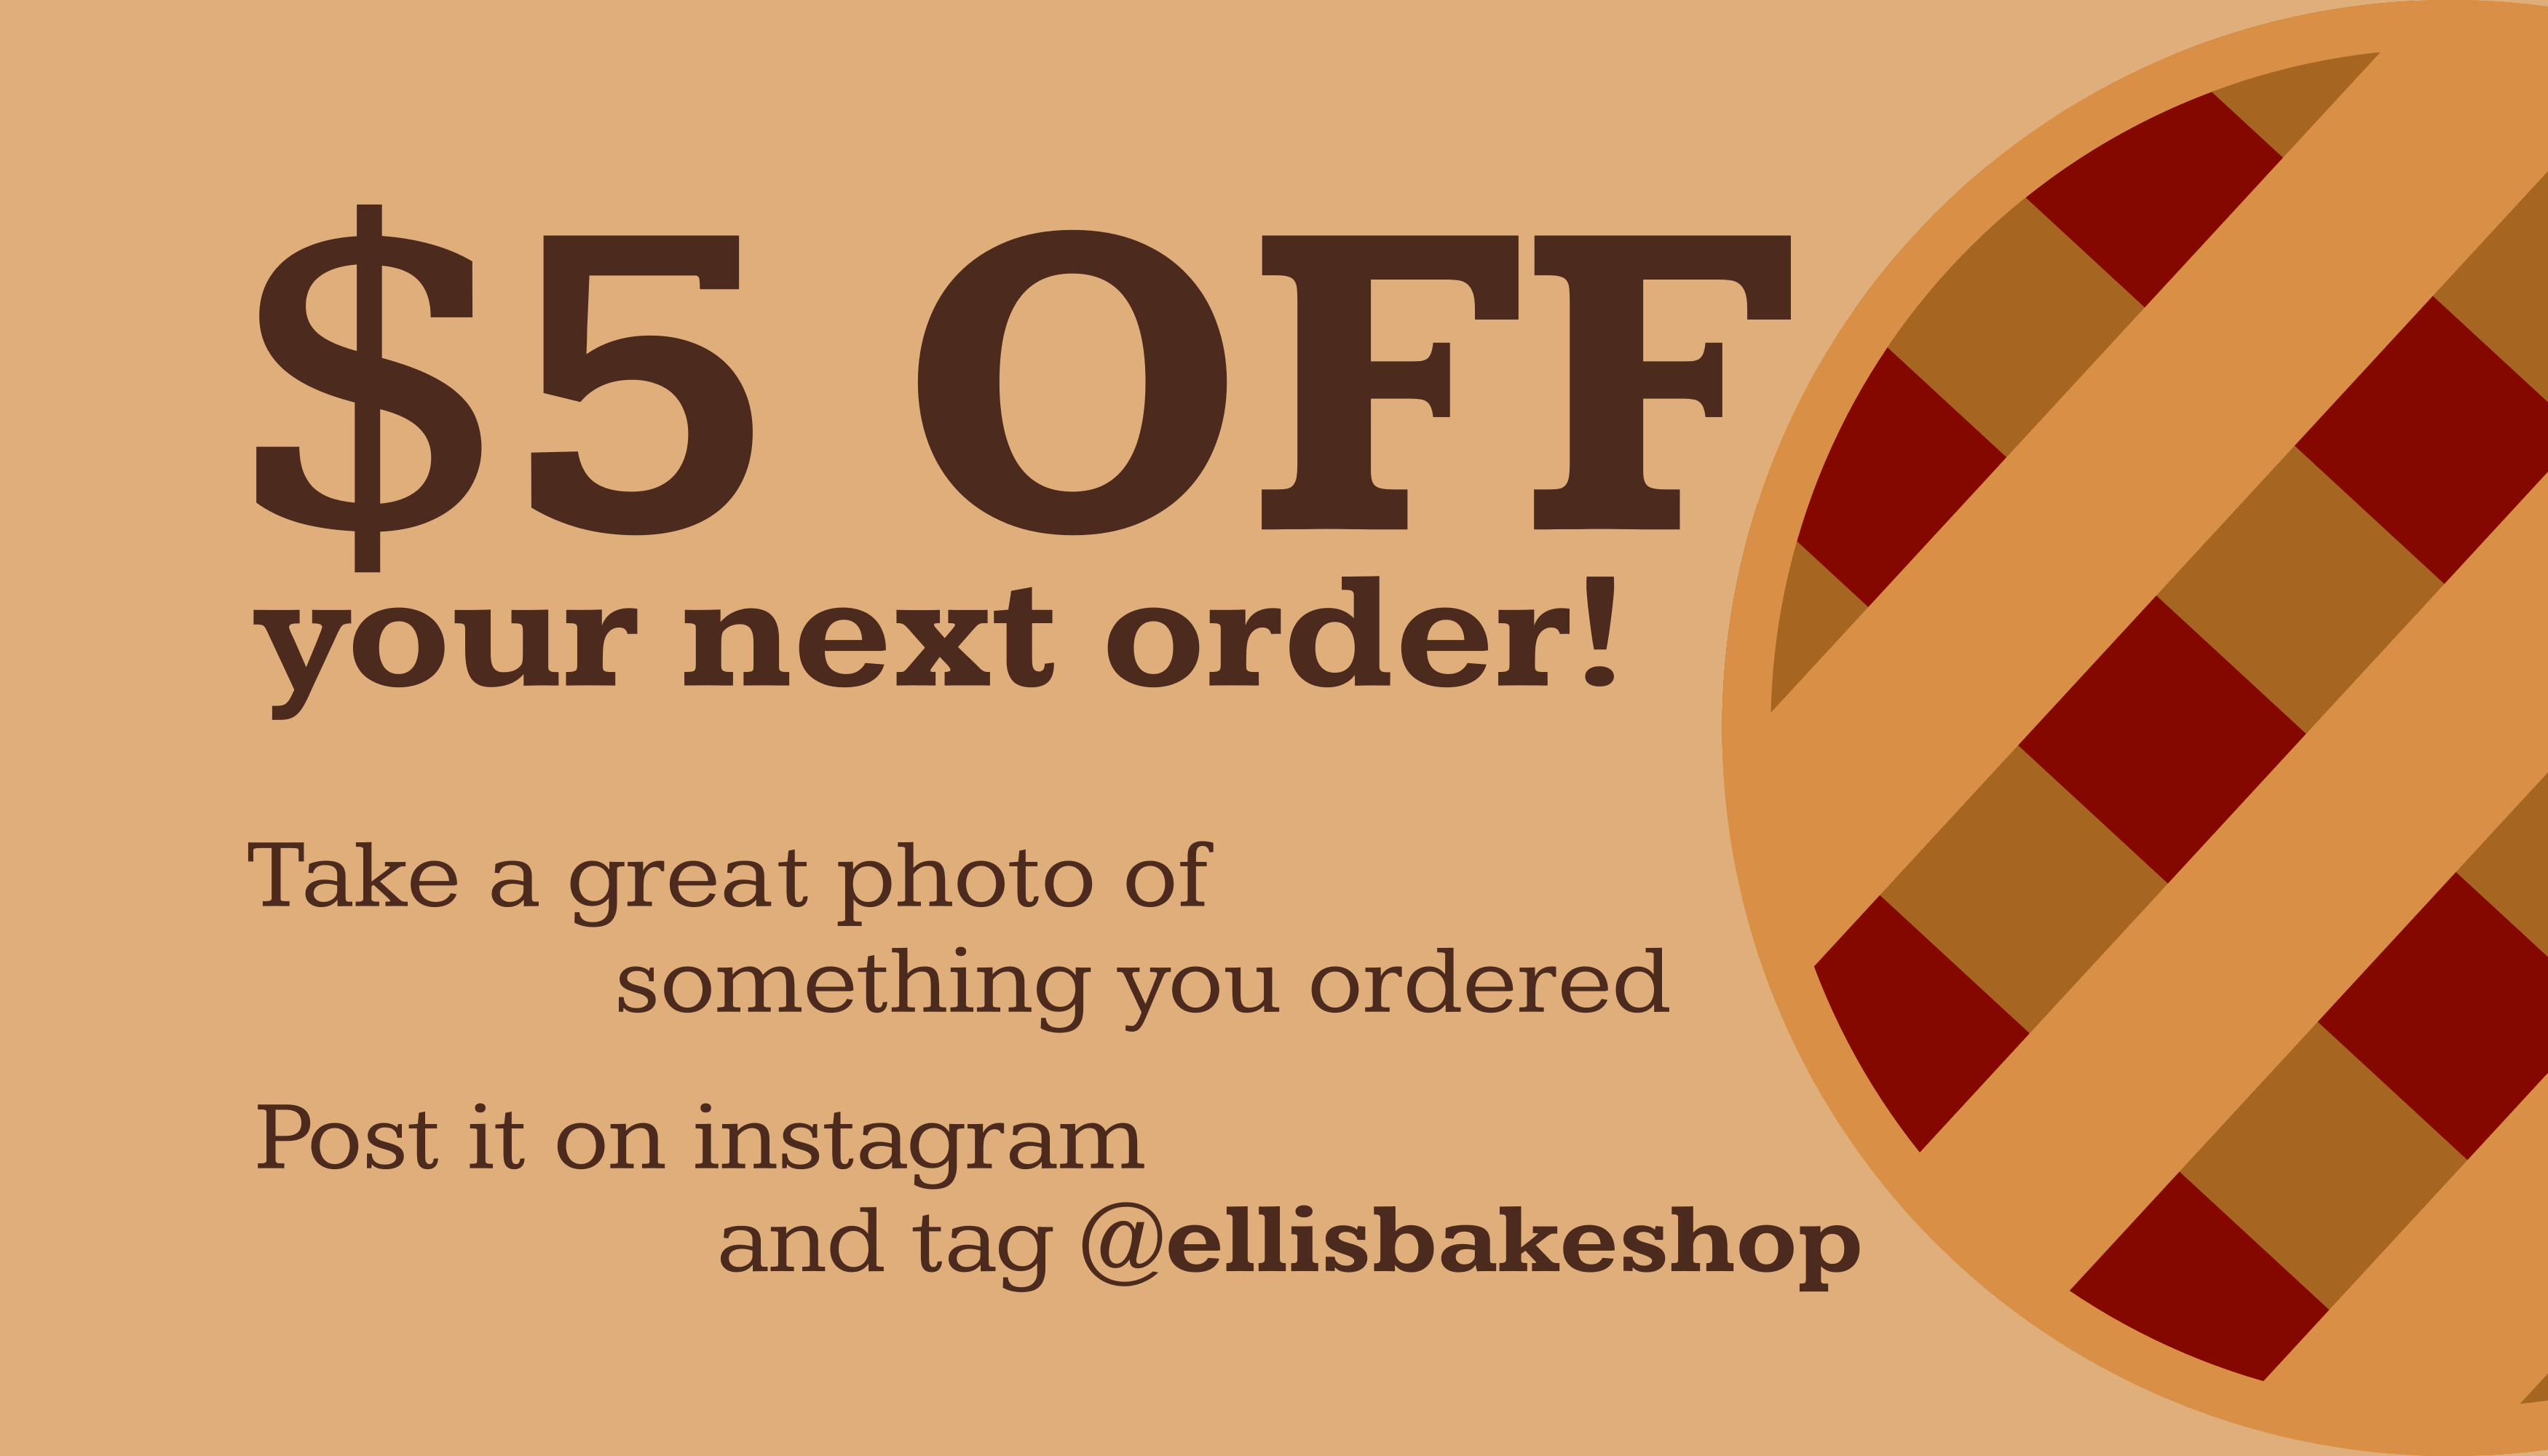 $5 OFF
your next order!
Take a great photo of
something you ordered
Post it on instagram
and tag @ellisbakeshop